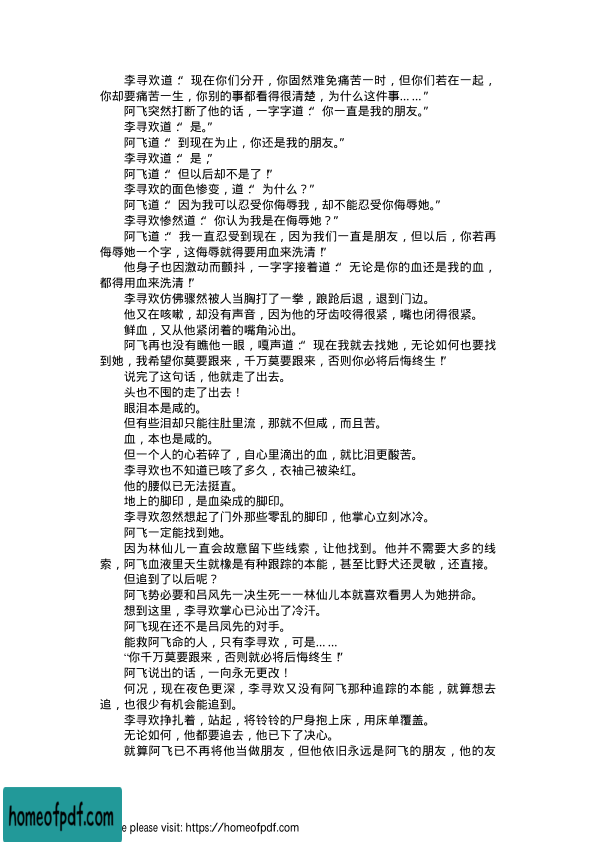 李寻欢道：“现在你们分开，你固然难免痛苦一时，但你们若在一起，
你却要痛苦一生，你别的事都看得很清楚，为什么这件事……”
阿飞突然打断了他的话，一字字道：“你一直是我的朋友。”
李寻欢道：“是。”
阿飞道：“到现在为止，你还是我的朋友。”
李寻欢道：“是，”
阿飞道：“但以后却不是了！”
李寻欢的面色惨变，道：“为什么？”
阿飞道：“因为我可以忍受你侮辱我，却不能忍受你侮辱她。”
李寻欢惨然道：“你认为我是在侮辱她？”
阿飞道：“我一直忍受到现在，因为我们一直是朋友，但以后，你若再
侮辱她一个字，这侮辱就得要用血来洗清！”
他身子也因激动而颤抖，一字字接着道：“无论是你的血还是我的血，
都得用血来洗清！”
李寻欢仿佛骤然被人当胸打了一拳，踉跄后退，退到门边。
他又在咳嗽，却没有声音，因为他的牙齿咬得很紧，嘴也闭得很紧。
鲜血，又从他紧闭着的嘴角沁出。
阿飞再也没有瞧他一眼，嘎声道：“现在我就去找她，无论如何也要找
到她，我希望你莫要跟来，千万莫要跟来，否则你必将后悔终生！”
说完了这句话，他就走了出去。
头也不囤的走了出去！
眼泪本是咸的。
但有些泪却只能往肚里流，那就不但咸，而且苦。
血，本也是咸的。
但一个人的心若碎了，自心里滴出的血，就比泪更酸苦。
李寻欢也不知道已咳了多久，衣袖己被染红。
他的腰似已无法挺直。
地上的脚印，是血染成的脚印。
李寻欢忽然想起了门外那些零乱的脚印，他掌心立刻冰冷。
阿飞一定能找到她。
因为林仙儿一直会故意留下些线索，让他找到。他并不需要大多的线
索，阿飞血液里天生就橡是有种跟踪的本能，甚至比野犬还灵敏，还直接。
但追到了以后呢？
阿飞势必要和吕风先一决生死一一林仙儿本就喜欢看男人为她拼命。
想到这里，李寻欢掌心已沁出了冷汗。
阿飞现在还不是吕凤先的对手。
能救阿飞命的人，只有李寻欢，可是……
“你千万莫要跟来，否则就必将后悔终生！”
阿飞说出的话，一向永无更改！
何况，现在夜色更深，李寻欢又没有阿飞那种追踪的本能，就算想去
追，也很少有机会能追到。
李寻欢挣扎着，站起，将铃铃的尸身抱上床，用床单覆盖。
无论如何，他都要追去，他已下了决心。
就算阿飞已不再将他当做朋友，但他依旧永远是阿飞的朋友，他的友
homeofpdf.com
e please visit: https://homeofpdf.com